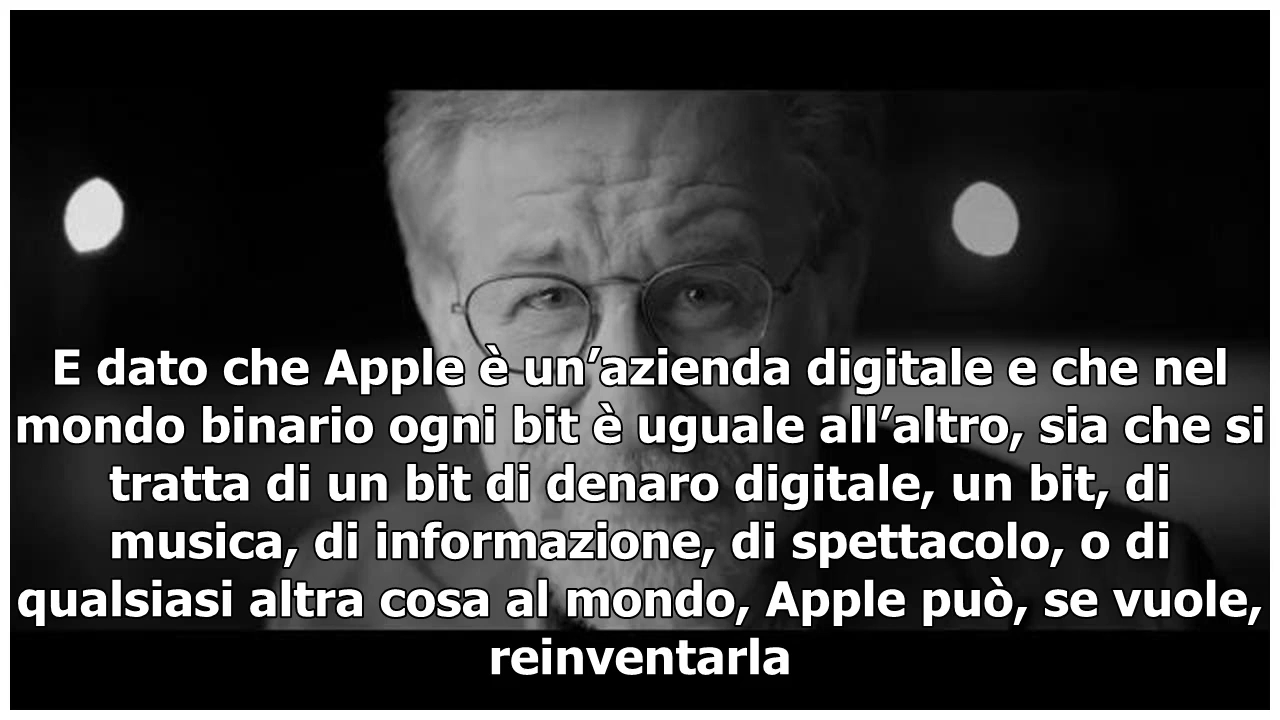 E dato che Apple è un’azienda digitale e che nel
mondo binario ogni bit è uguale all’altro, sia che si
tratta di un bit di denaro digitale, un bit, di
musica, di informazione, di spettacolo, o di
qualsiasi altra cosa al mondo, Apple può, se vuole,
reinventarla